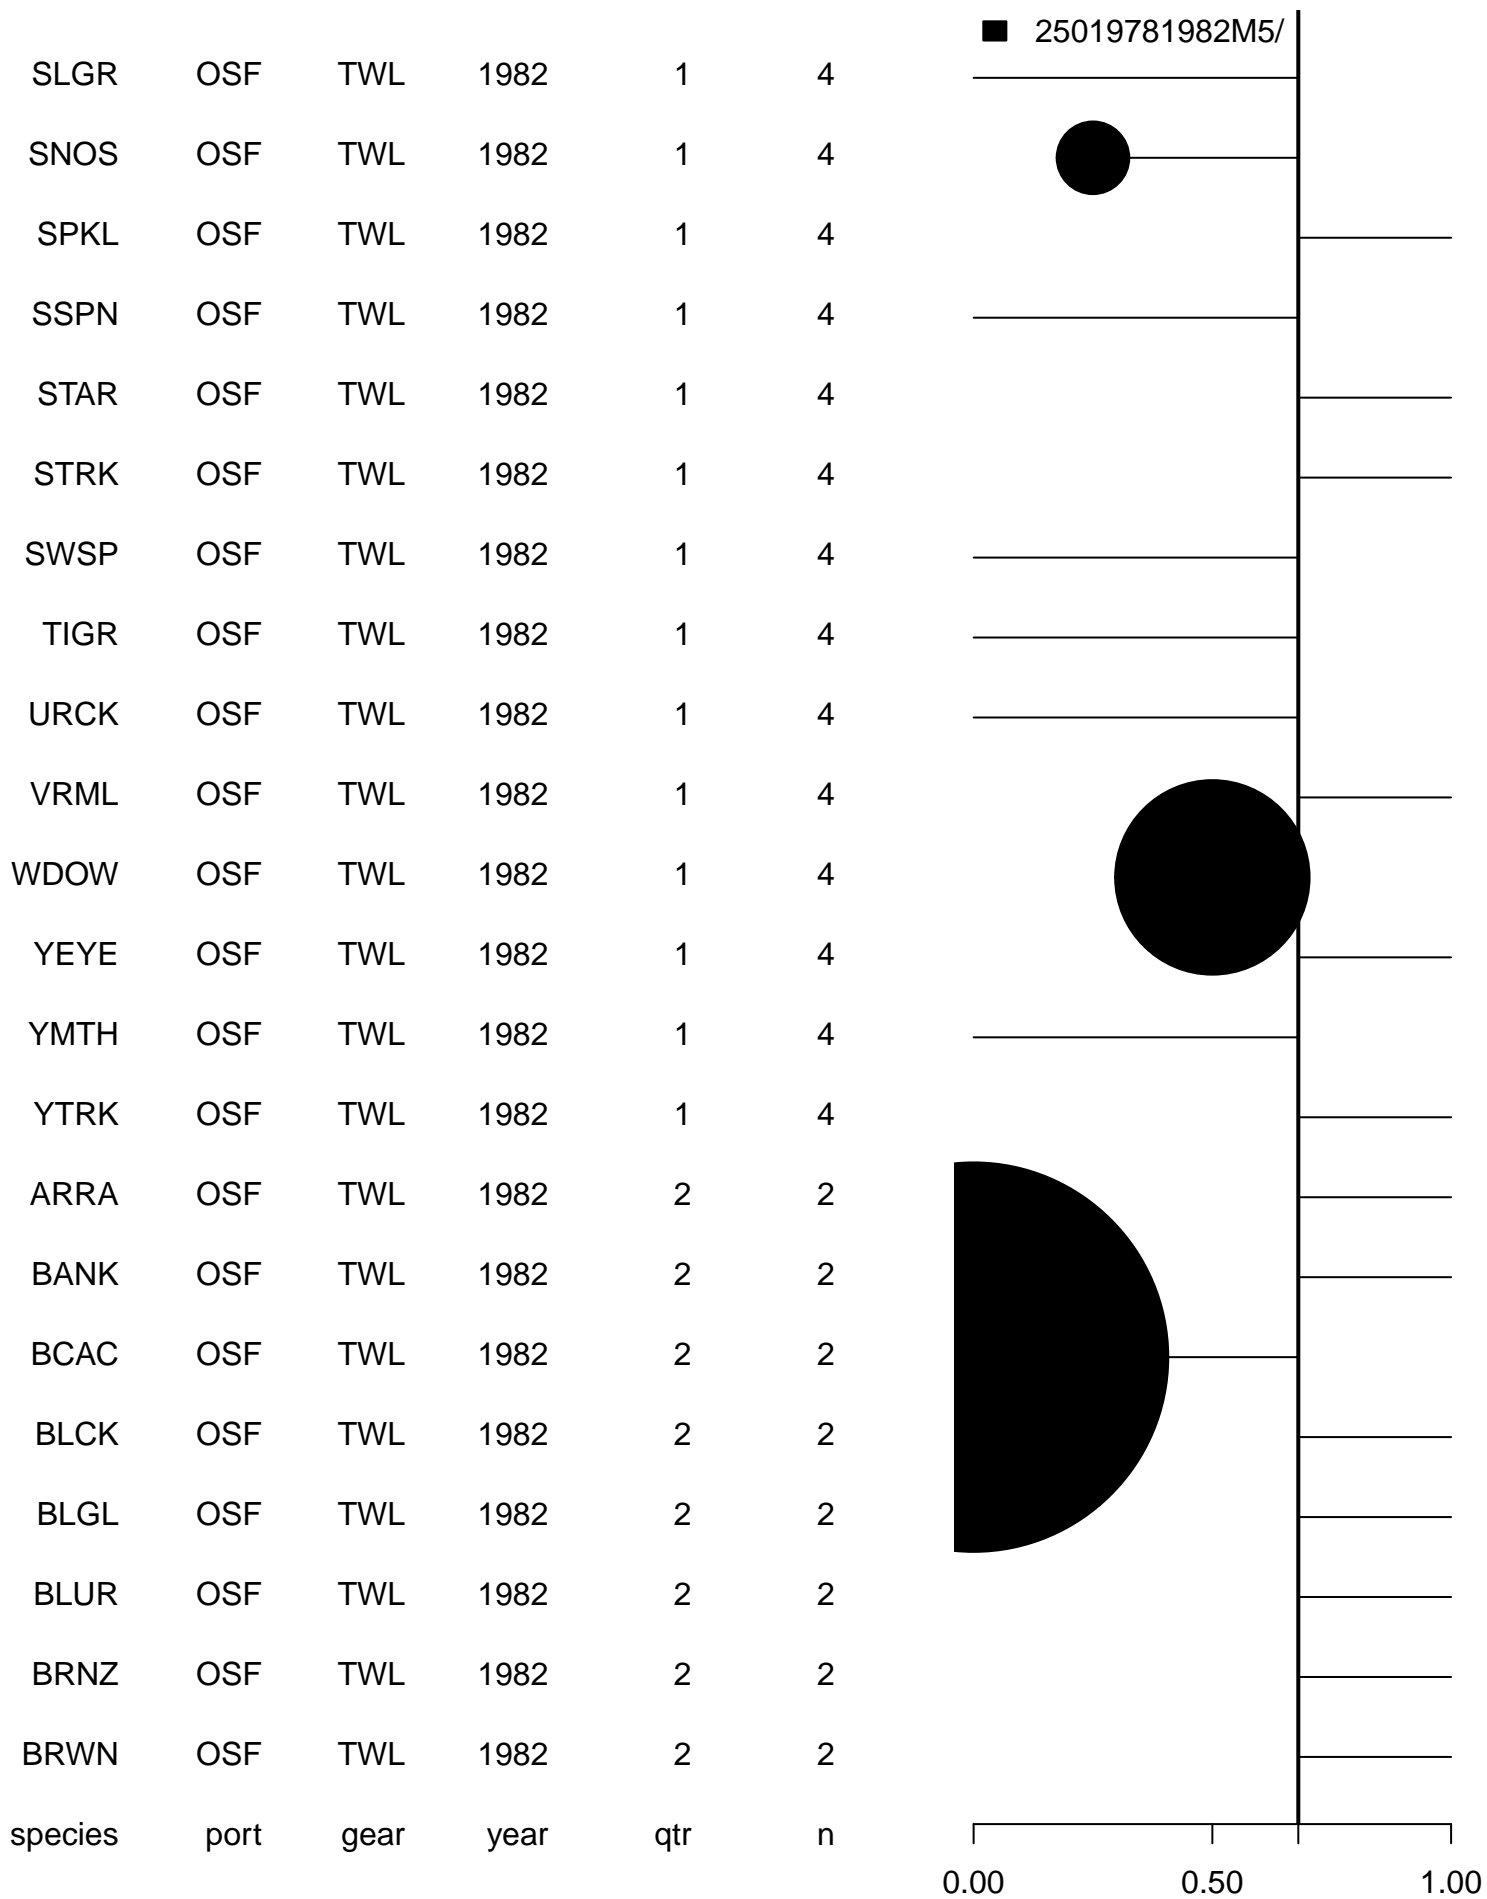 25019781982M5/
SLGR OSF TWL 1982 1 4
SNOS OSF TWL 1982 1 4
SPKL OSF TWL 1982 1 4
SSPN OSF TWL 1982 1 4
STAR OSF TWL 1982 1 4
STRK OSF TWL 1982 1 4
SWSP OSF TWL 1982 1 4
TIGR OSF TWL 1982 1 4
URCK OSF TWL 1982 1 4
VRML OSF TWL 1982 1 4
WDOW OSF TWL 1982 1 4
YEYE OSF TWL 1982 1 4
YMTH OSF TWL 1982 1 4
YTRK OSF TWL 1982 1 4
ARRA OSF TWL 1982 2 2
BANK OSF TWL 1982 2 2
BCAC OSF TWL 1982 2 2
BLCK OSF TWL 1982 2 2
BLGL OSF TWL 1982 2 2
BLUR OSF TWL 1982 2 2
BRNZ OSF TWL 1982 2 2
BRWN OSF TWL 1982 2 2
species port gear year qtr n
0.00 0.50 1.00